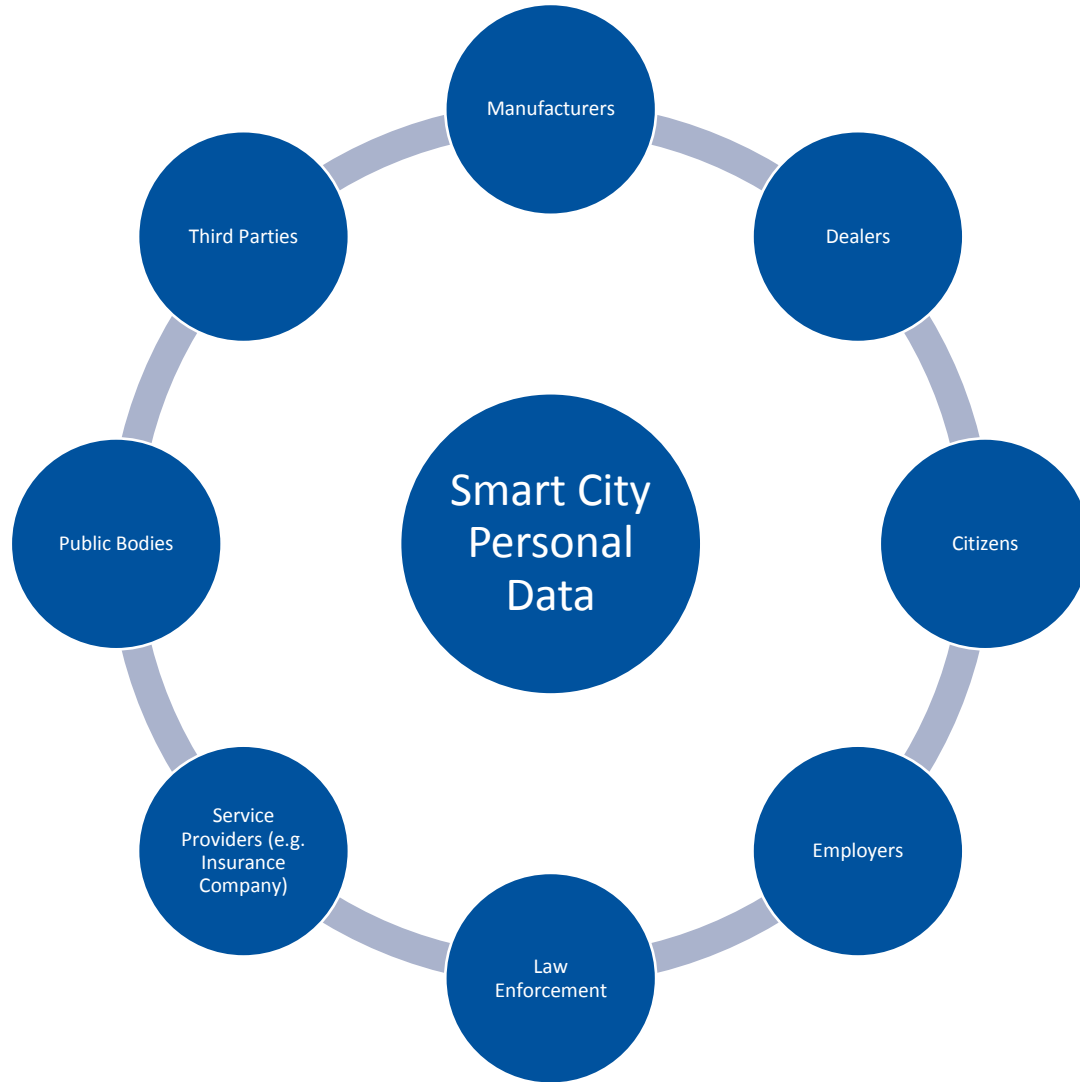 Manufacturers
Third Parties
Dealers
Smart City
Personal
Data
Public Bodies
Citizens
Service
Providers (e.g.
Insurance
Company)
Employers
Law
Enforcement